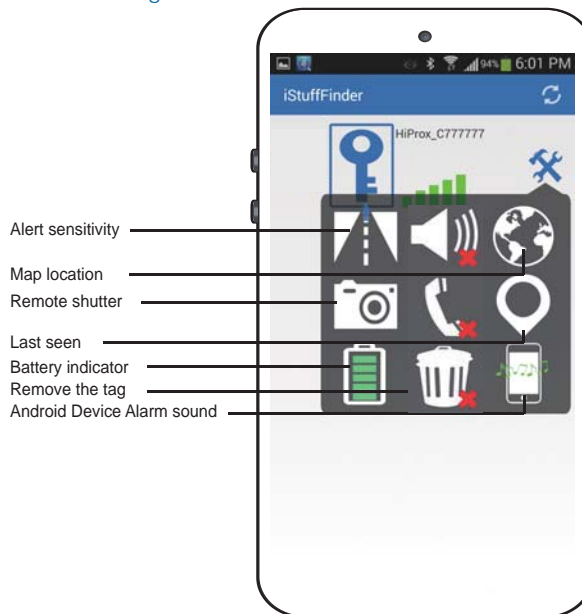 94% 6:01 PM
iStuffFinder
HiProx_C777777
Alert sensitivity
Map location
Remote shutter
Last seen
Battery indicator
Remove the tag
Android Device Alarm sound